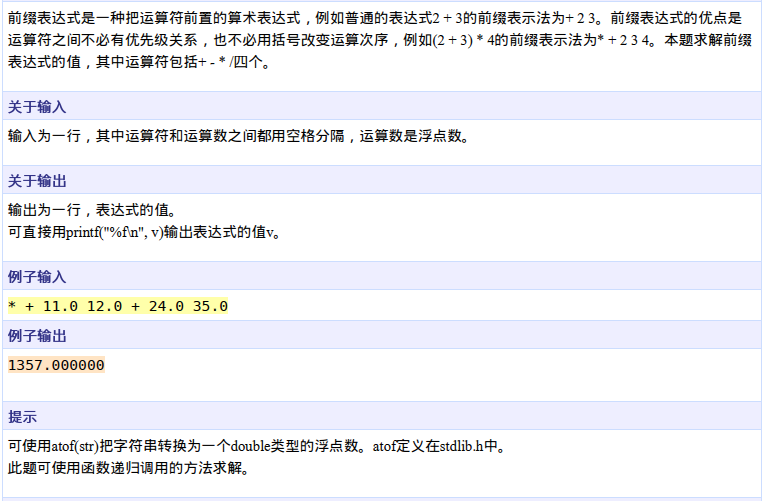 前缀表达式是一种把运算符前置的算术表达式，例如普通的表达式2 + 3的前缀表示法为+ 2 3。前缀表达式的优点是
运算符之间不必有优先级关系，也不必用括号改变运算次序，例如(2 + 3) * 4的前缀表示法为* + 2 3 4。本题求解前缀
表达式的值，其中运算符包括+ - * /四个。
关于输入
输入为一行，其中运算符和运算数之间都用空格分隔，运算数是浮点数。
关于输出
输出为一行，表达式的值。
可直接用printf("%f\n", v)输出表达式的值v。
例子输入
* + 11.0 12.0 + 24.0 35.0
例子输出
1357.000000
提示
可使用atof(str)把字符串转换为一个double类型的浮点数。atof定义在stdlib.h中。
此题可使用函数递归调用的方法求解。